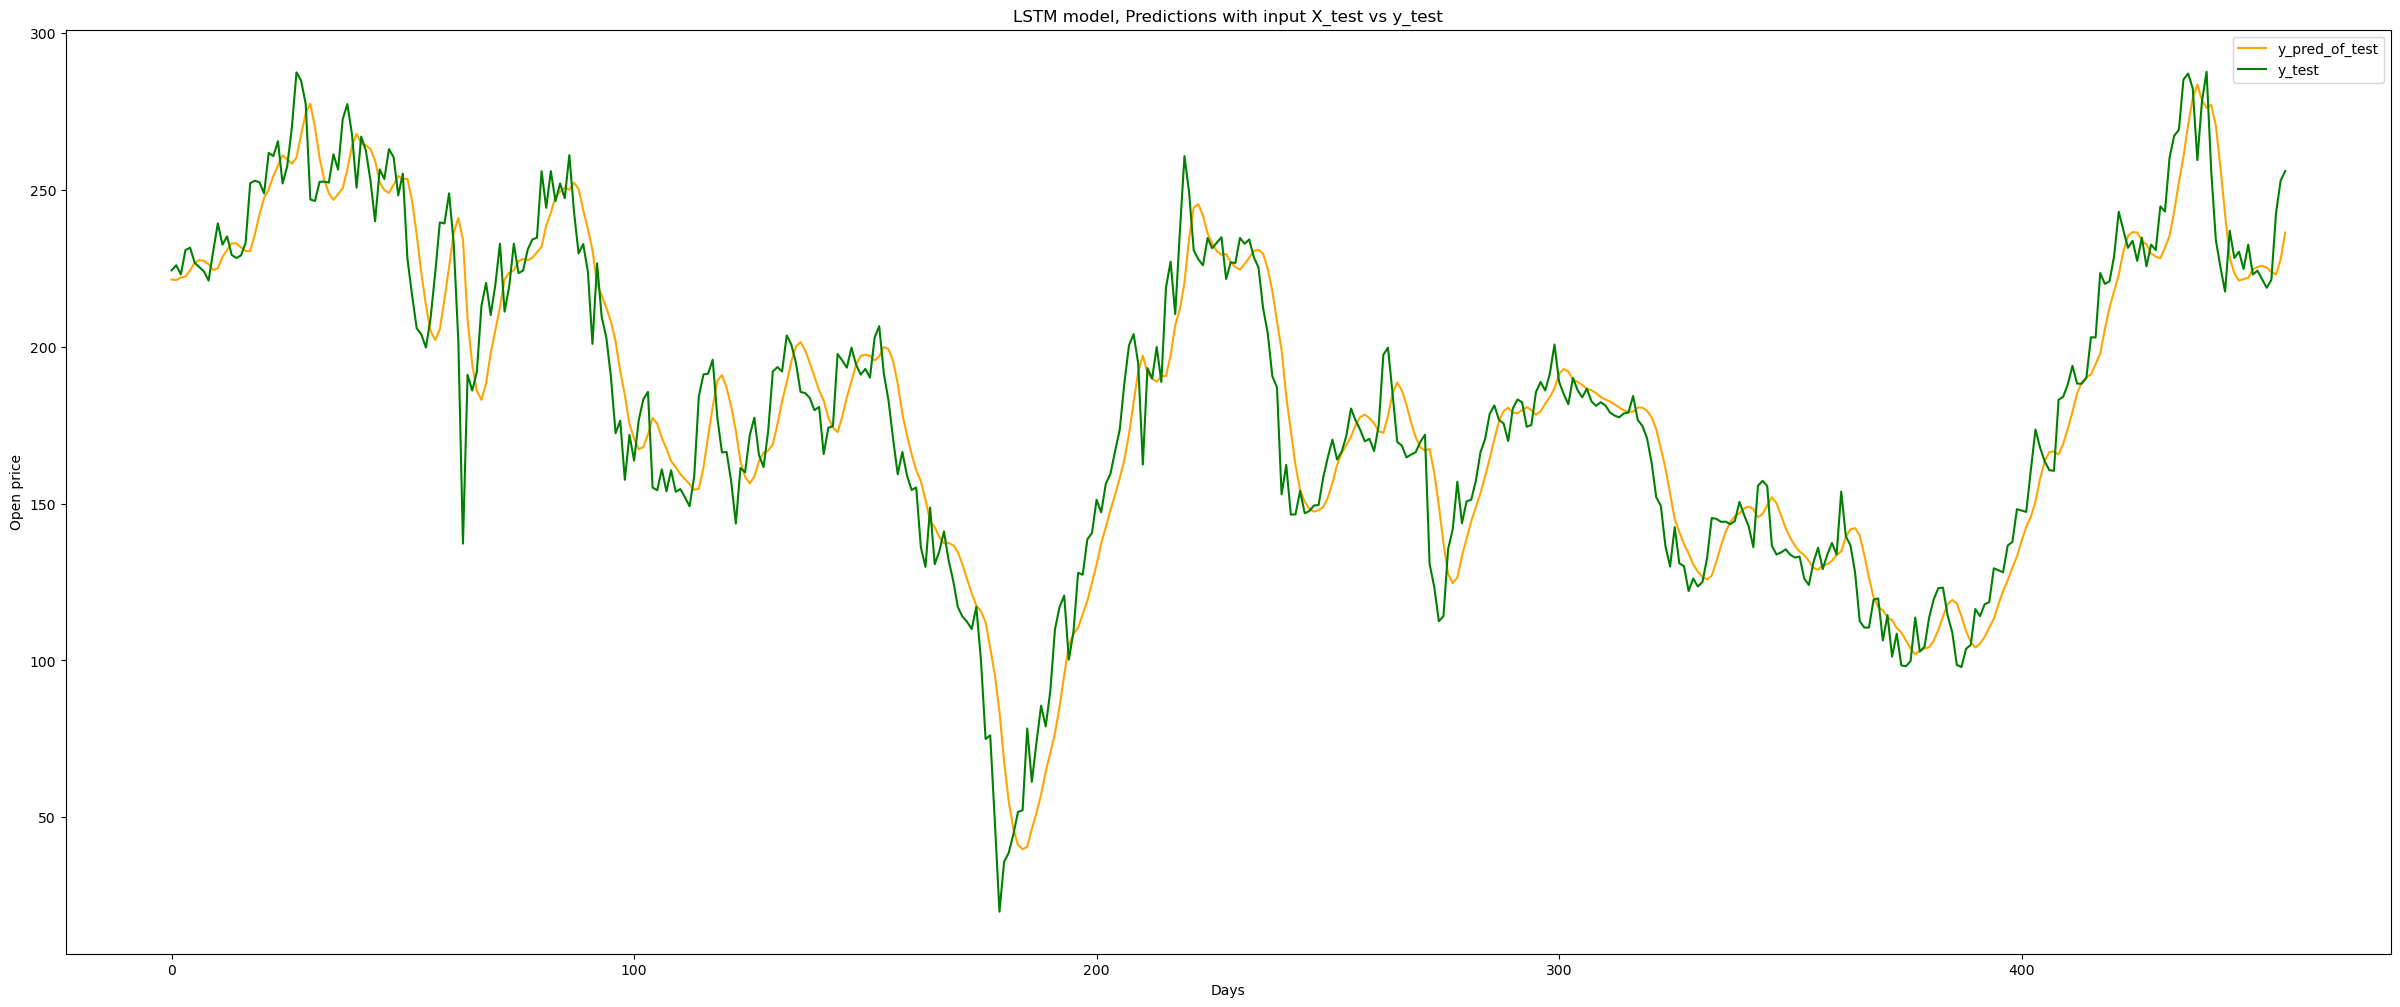 LSTM model, Predictions with input X_test vs y_test
y_pred_of_test
y_test
300
250
200
150
100
50
Open price
0
100
200
300
400
Days